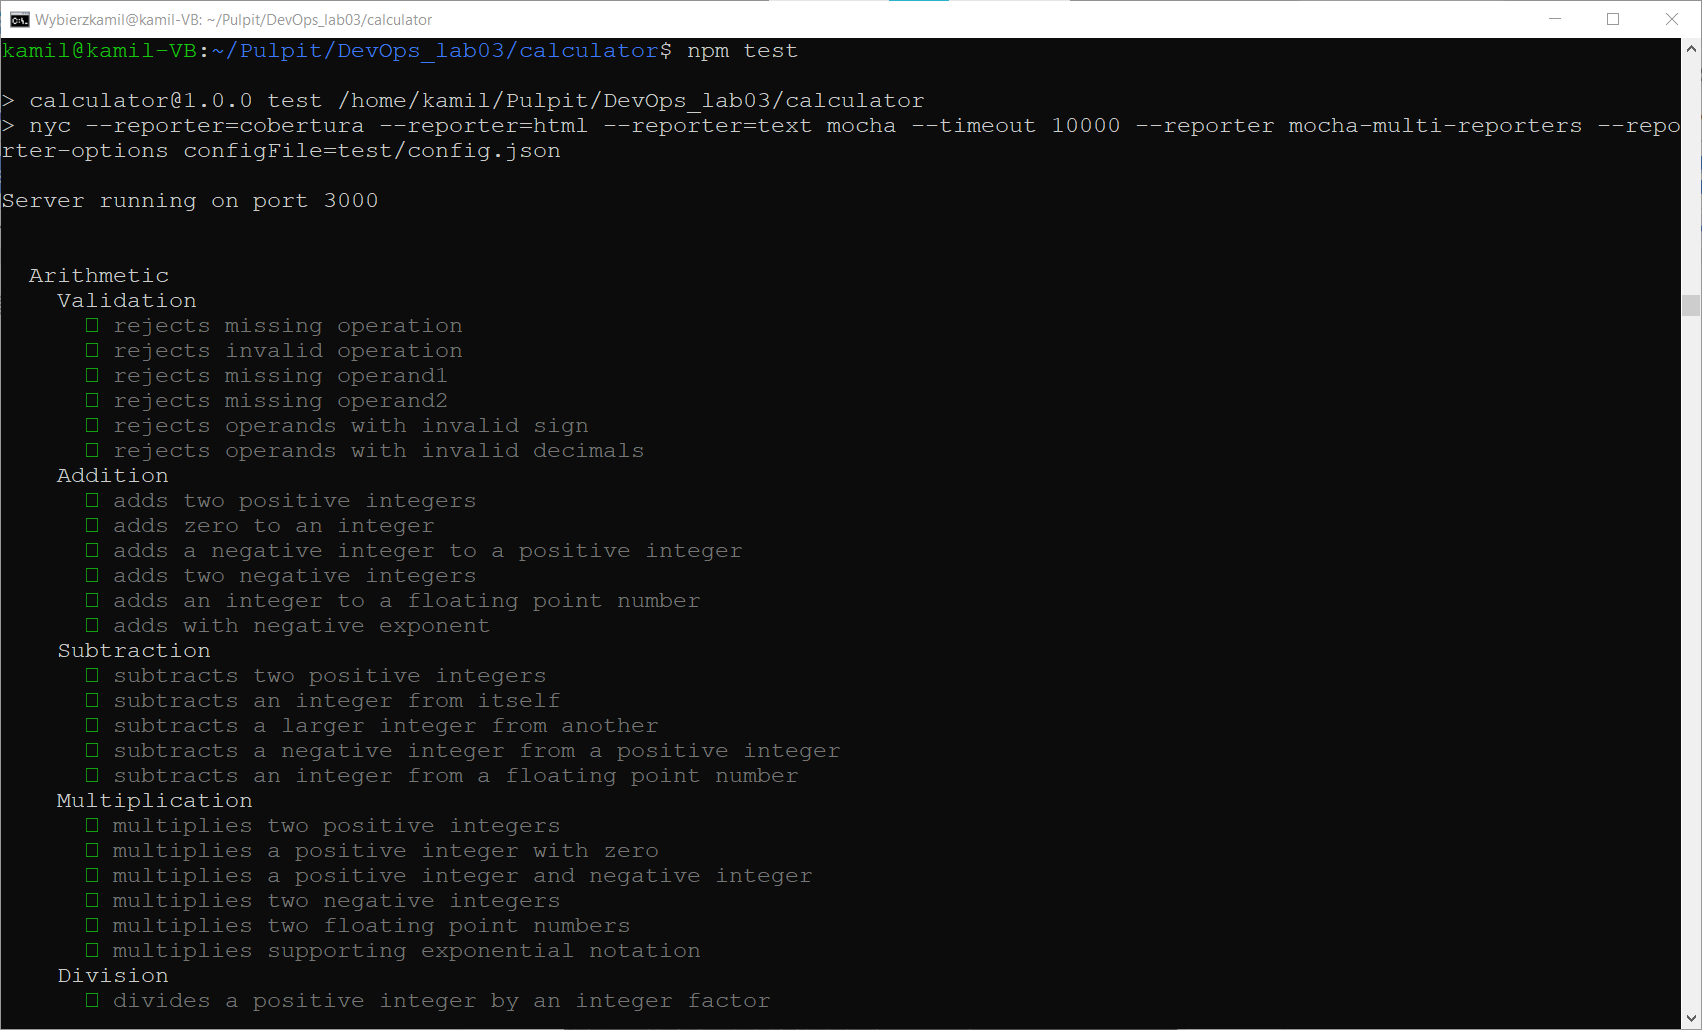 Wybierzkamil@kamil-VB: ~/Pulpit/DevOps_lab03/calculator
kamil@kamil-VB:~/Pulpit/DevOps_lab03/calculator$ npm test
> calculator@1.0.0 test /home/kamil/Pulpit/DevOps_lab03/calculator
> nyc --reporter=cobertura --reporter=html --reporter=text mocha --timeout 10000 --reporter mocha-multi-reporters --repo
rter-options configFile=test/config.json
Server running on port 3000
Arithmetic
Validation
rejects missing operation
rejects invalid operation
rejects missing operand1
rejects missing operand2
rejects operands with invalid sign
rejects operands with invalid decimals
Addition
adds two positive integers
adds zero to an integer
adds a negative integer to a positive integer
adds two negative integers
adds an integer to a floating point number
adds with negative exponent
Subtraction
subtracts two positive integers
subtracts an integer from itself
subtracts a larger integer from another
subtracts a negative integer from a positive integer
subtracts an integer from a floating point number
Multiplication
multiplies two positive integers
multiplies a positive integer with zero
multiplies a positive integer and negative integer
multiplies two negative integers
multiplies two floating point numbers
multiplies supporting exponential notation
Division
divides a positive integer by an integer factor